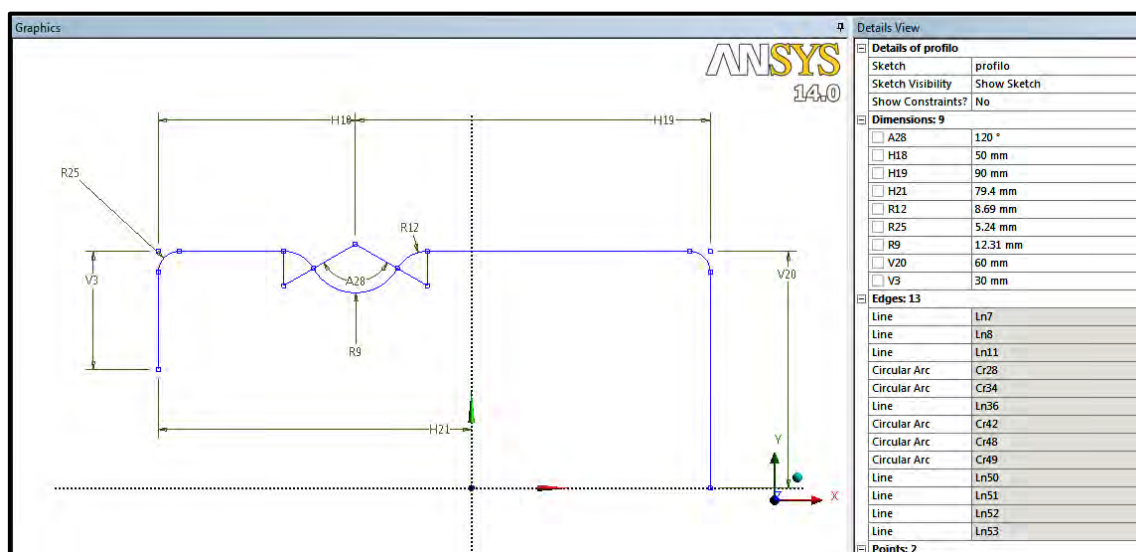 Graphics
ANSYS
14.0
H18
H19
R25
R12
V3
A28
V20
R9
H21
Y
X
Details View
Details of profilo
Sketch profilo
Sketch Visibility Show Sketch
Show Constraints? No
Dimensions: 9
A28 120 °
H18 50 mm
H19 90 mm
H21 79.4 mm
R12 8.69 mm
R25 5.24 mm
R9 12.31 mm
V20 60 mm
V3 30 mm
Edges: 13
Line Ln7
Line Ln8
Line Ln11
Circular Arc Cr28
Circular Arc Cr34
Line Ln36
Circular Arc Cr42
Circular Arc Cr48
Circular Arc Cr49
Line Ln50
Line Ln51
Line Ln52
Line Ln53
Points: 2